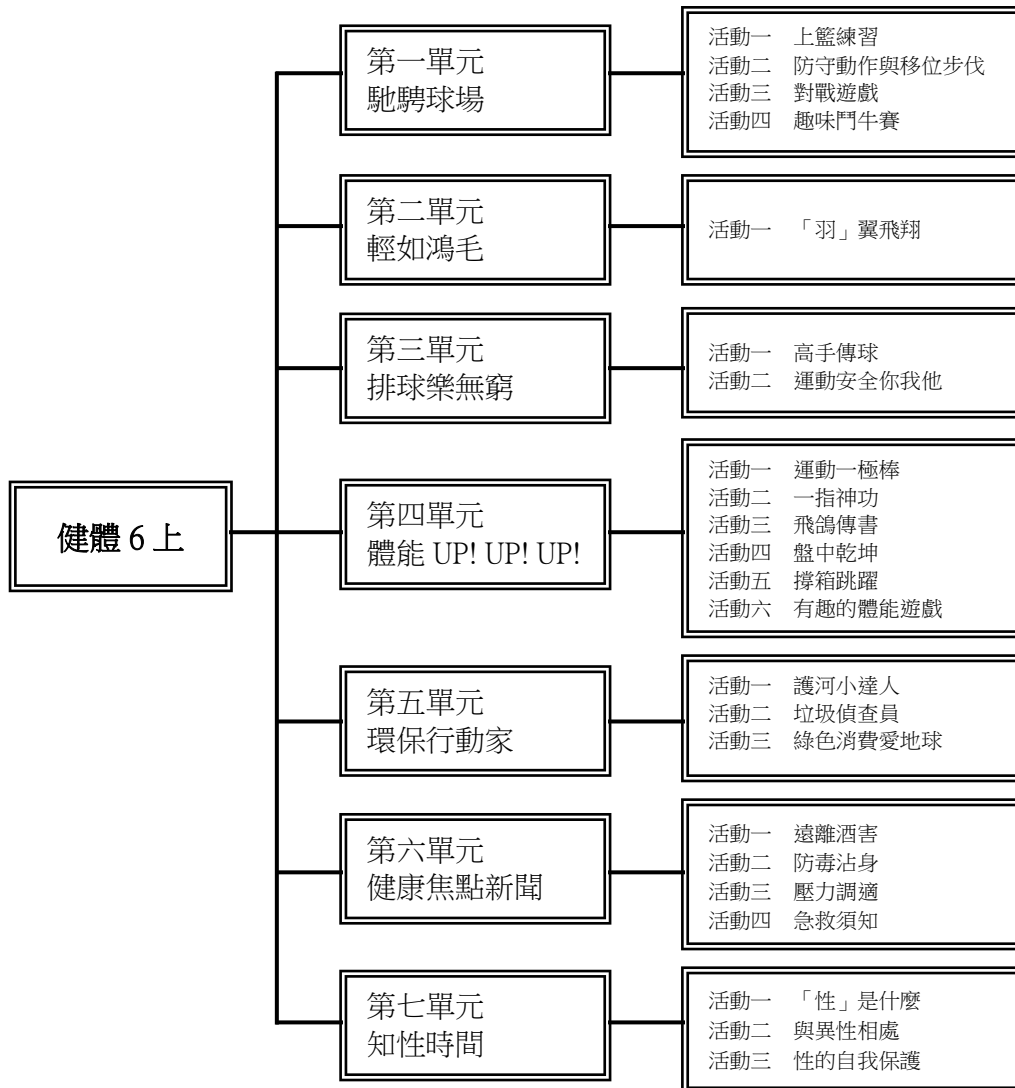 健體 6 上
第一單元
馳騁球場
活動一 上籃練習
活動二 防守動作與移位步伐
活動三 對戰遊戲
活動四 趣味鬥牛賽
第二單元
輕如鴻毛
活動一 「羽」翼飛翔
第三單元
排球樂無窮
活動一 高手傳球
活動二 運動安全你我他
第四單元
體能 UP! UP! UP!
活動一 運動一極棒
活動二 一指神功
活動三 飛鴿傳書
活動四 盤中乾坤
活動五 撐箱跳躍
活動六 有趣的體能遊戲
第五單元
環保行動家
活動一 護河小達人
活動二 垃圾偵查員
活動三 綠色消費愛地球
第六單元
健康焦點新聞
活動一 遠離酒害
活動二 防毒沾身
活動三 壓力調適
活動四 急救須知
第七單元
知性時間
活動一 「性」是什麼
活動二 與異性相處
活動三 性的自我保護